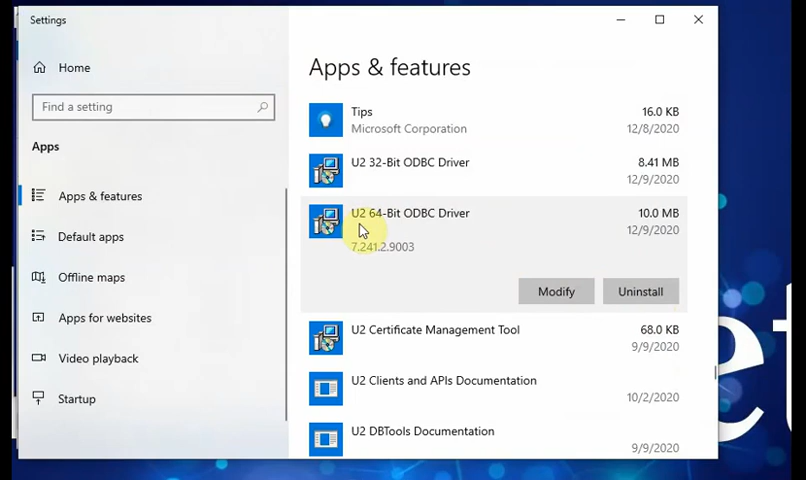 Settings
Home
Find a setting
Apps
Apps & features
Default apps
Offline maps
Apps for websites
Video playback
Startup
Apps & features
Tips
16.0 KB
Microsoft Corporation
12/8/2020
U2 32-Bit ODBC Driver
8.41 MB
12/9/2020
U2 64-Bit ODBC Driver
10.0 MB
12/9/2020
7.241.2.9003
Modify
Uninstall
U2 Certificate Management Tool
68.0 KB
9/9/2020
U2 Clients and APIs Documentation
10/2/2020
U2 DBTools Documentation
9/9/2020